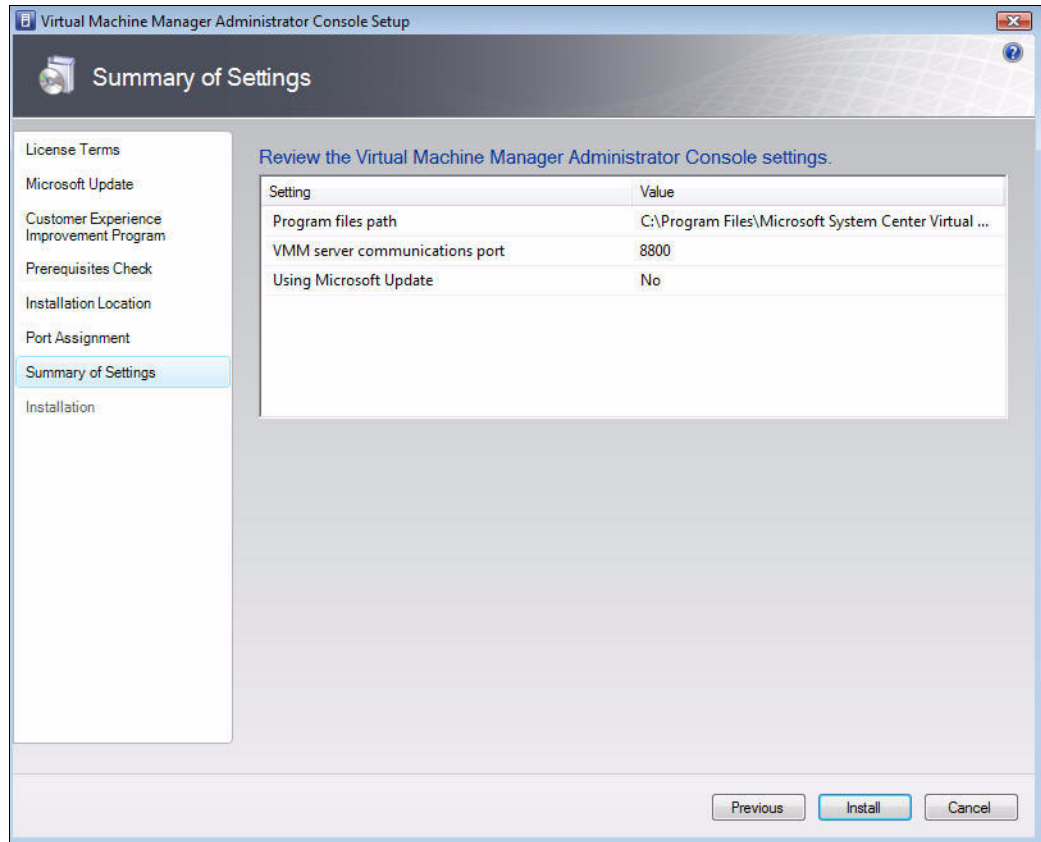 Virtual Machine Manager Administrator Console Setup
Summary of Settings
License Terms
Microsoft Update
Customer Experience
Improvement Program
Prerequisites Check
Installation Location
Port Assignment
Summary of Settings
Installation
Review the Virtual Machine Manager Administrator Console settings.
Setting Value
Program files path C:\Program Files\Microsoft System Center Virtual ...
VMM server communications port 8800
Using Microsoft Update No
Previous Install Cancel